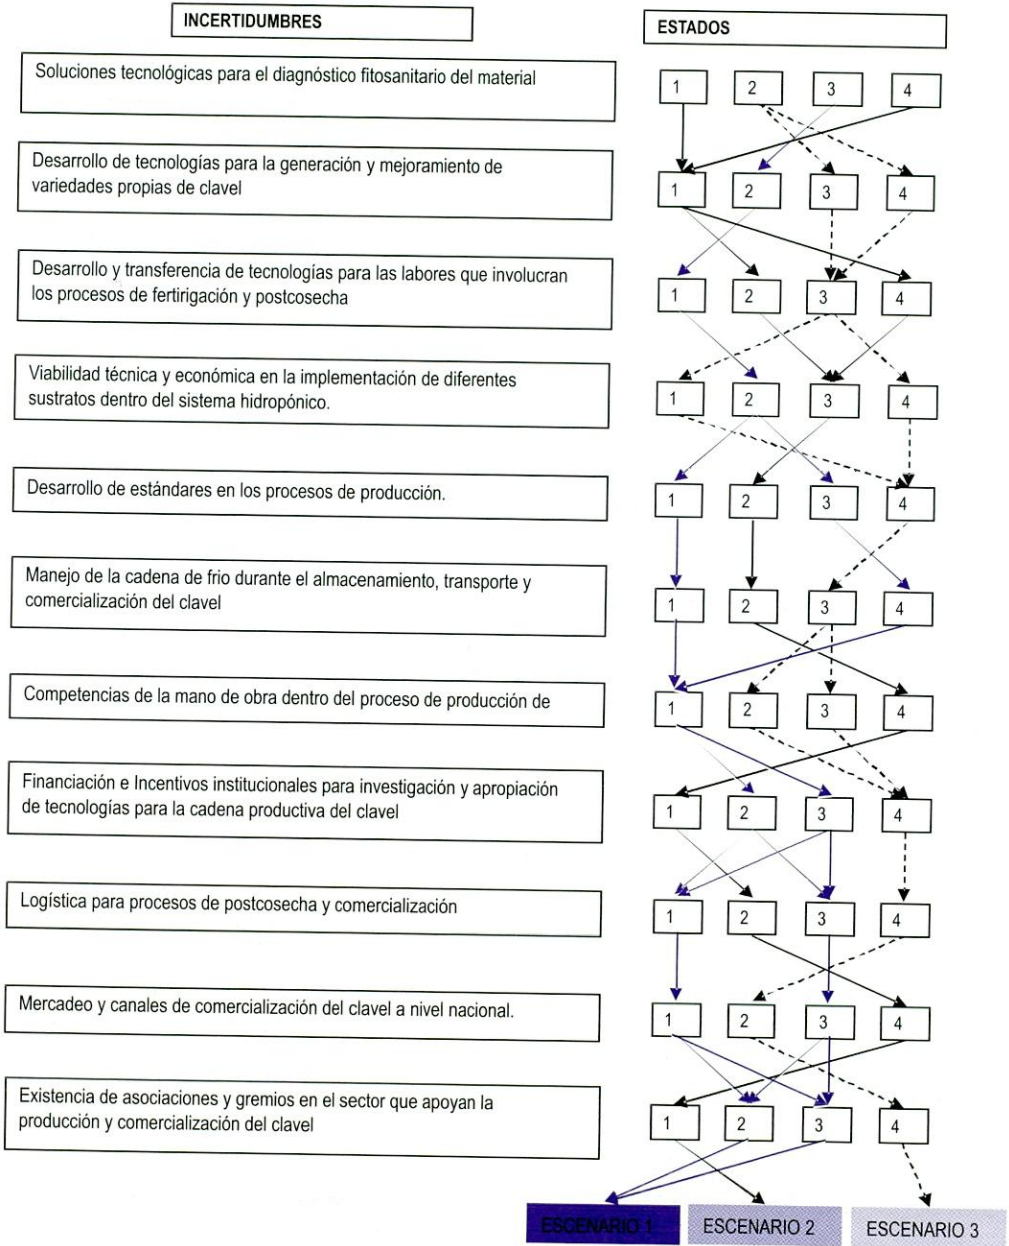 INCERTIDUMBRES
ESTADOS
Soluciones tecnológicas para el diagnóstico fitosanitario del material
1 2 3 4
Desarrollo de tecnologías para la generación y mejoramiento de
variedades propias de clavel
1 2 3 4
Desarrollo y transferencia de tecnologías para las labores que involucran
los procesos de fertirigación y postcosecha
1 2 3 4
Viabilidad técnica y económica en la implementación de diferentes
sustratos dentro del sistema hidropónico.
1 2 3 4
Desarrollo de estándares en los procesos de producción.
1 2 3 4
Manejo de la cadena de frio durante el almacenamiento, transporte y
comercialización del clavel
1 2 3 4
Competencias de la mano de obra dentro del proceso de producción de
1 2 3 4
Financiación e Incentivos institucionales para investigación y apropiación
de tecnologías para la cadena productiva del clavel
1 2 3 4
Logística para procesos de postcosecha y comercialización
1 2 3 4
Mercadeo y canales de comercialización del clavel a nivel nacional.
1 2 3 4
Existencia de asociaciones y gremios en el sector que apoyan la
producción y comercialización del clavel
1 2 3 4
ESCENARIO 1 ESCENARIO 2 ESCENARIO 3